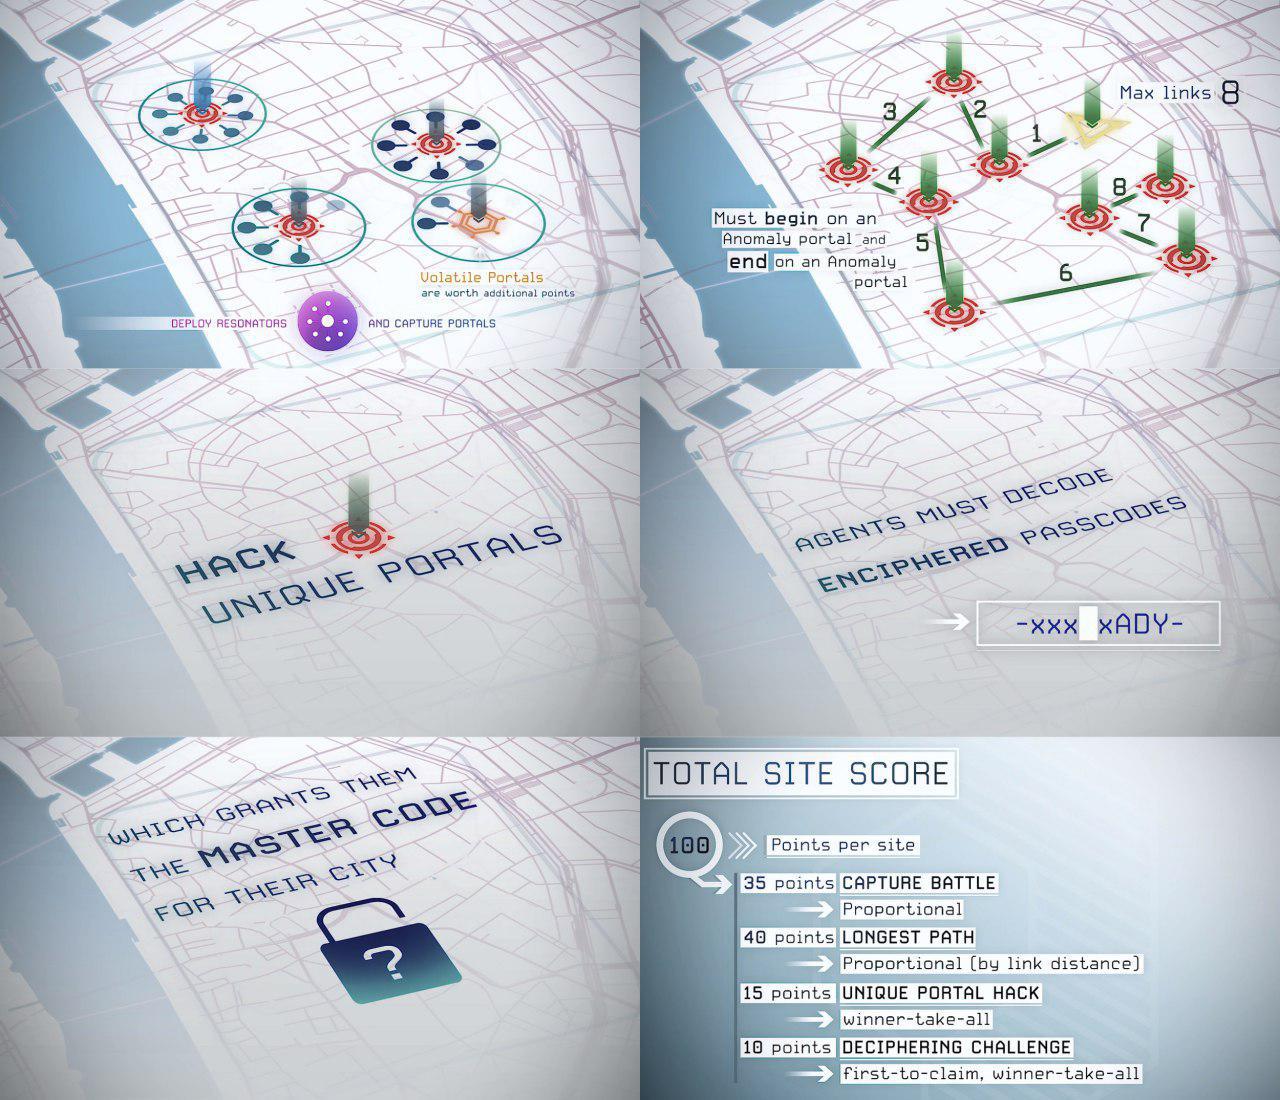 Volatile Portals
are worth additional points
DEPLOY RESONATORS AND CAPTURE PORTALS
Max links 8
3
2
1
4
8
7
Must begin on an
Anomaly portal and
end on an Anomaly
portal
5
6
HACK
UNIQUE PORTALS
AGENTS MUST DECODE
ENCIPHERED PASSCODES
-xxx xADY-
WHICH GRANTS THEM
THE MASTER CODE
FOR THEIR CITY
?
TOTAL SITE SCORE
100 Points per site
35 points CAPTURE BATTLE
Proportional
40 points LONGEST PATH
Proportional (by link distance)
15 points UNIQUE PORTAL HACK
winner-take-all
10 points DECIPHERING CHALLENGE
first-to-claim, winner-take-all